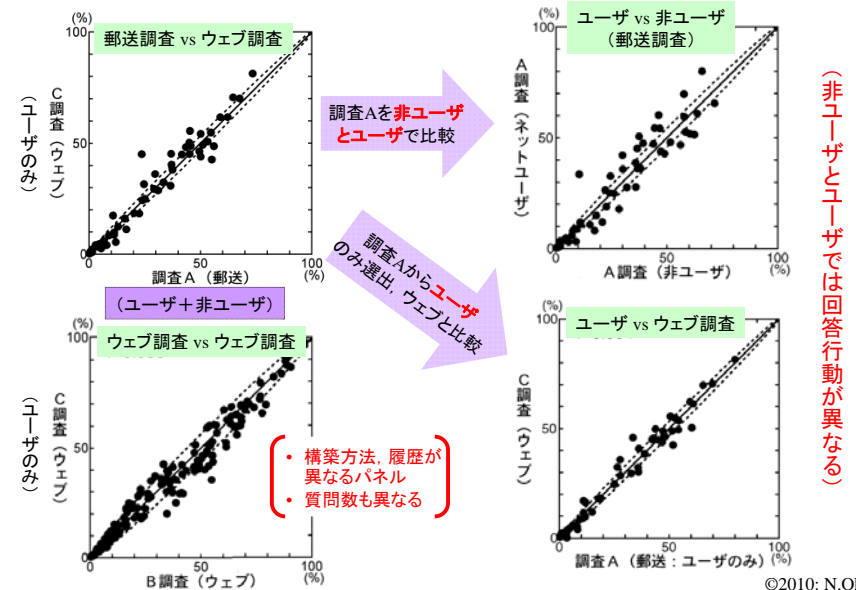 (%)
100
郵送調査 vs ウェブ調査
C調査（ウェブ）
（ユーザのみ）
50
0
0
50
100
調査A（郵送）
(%)
（ユーザ＋非ユーザ）
調査Aを非ユーザ
とユーザで比較
(%)
100
ユーザ vs 非ユーザ
（郵送調査）
A調査（ネットユーザ）
50
0
0
50
100
A調査（非ユーザ）
(%)
（非ユーザとユーザでは回答行動が異なる）
調査Aからユーザ
のみ選出，ウェブと比較
(%)
100
ウェブ調査 vs ウェブ調査
C調査（ウェブ）
（ユーザのみ）
50
0
0
50
100
B調査（ウェブ）
(%)
• 構築方法，履歴が
異なるパネル
• 質問数も異なる
(%)
100
ユーザ vs ウェブ調査
C調査（ウェブ）
50
0
0
50
100
調査A（郵送：ユーザのみ）
(%)
©2010: N.O